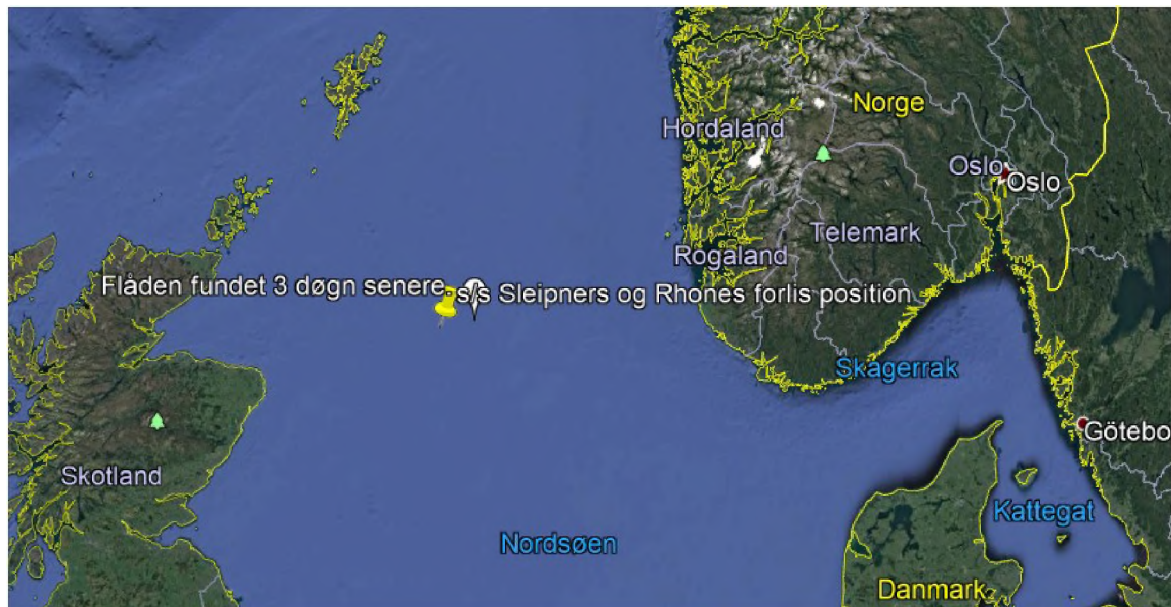 Norge
Hordaland
Oslo
Oslo
Telemark
Rogaland
Flåden fundet 3 døgn senere
s/s Sleipners og Rhones forlis position
Skagerrak
Götebo
Skotland
Kattegat
Nordsøen
Danmark